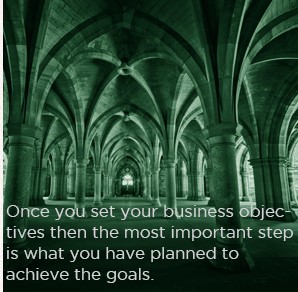 Once you set your business objec-
tives then the most important step
is what you have planned to
achieve the goals.